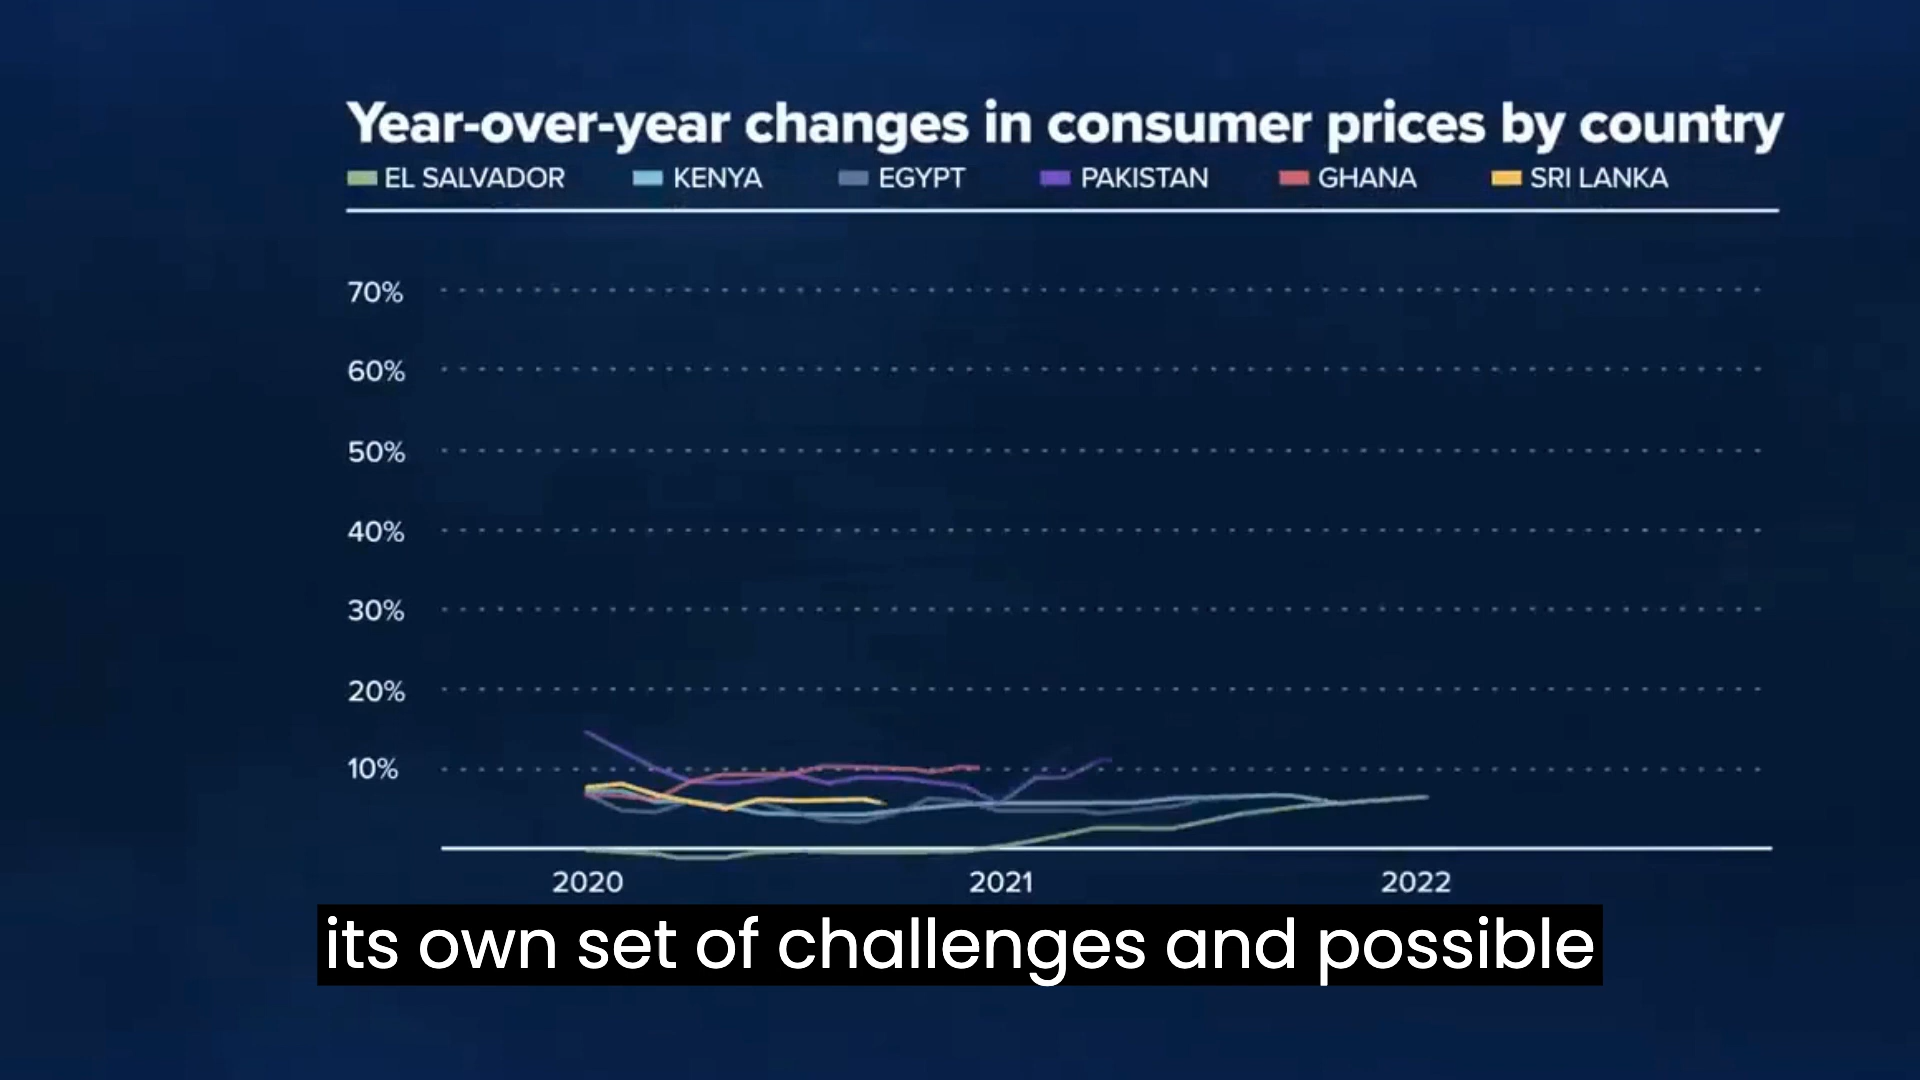 Year-over-year changes in consumer prices by country
EL SALVADOR KENYA EGYPT PAKISTAN GHANA SRI LANKA
70%
60%
50%
40%
30%
20%
10%
2020 2021 2022
its own set of challenges and possible